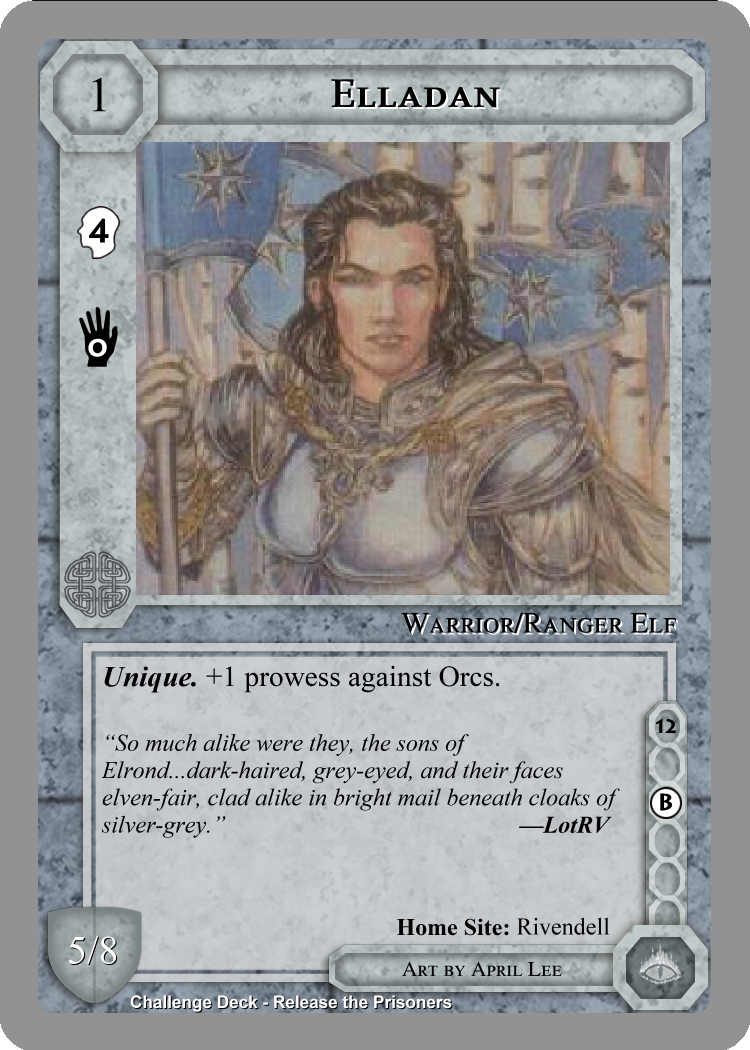 1
Elladan
4
0
Warrior/Ranger Elf
Unique. +1 prowess against Orcs.
“So much alike were they, the sons of
Elrond...dark-haired, grey-eyed, and their faces
elven-fair, clad alike in bright mail beneath cloaks of
silver-grey.” —LotRV
12
B
Home Site: Rivendell
5/8
Art by April Lee
Challenge Deck - Release the Prisoners